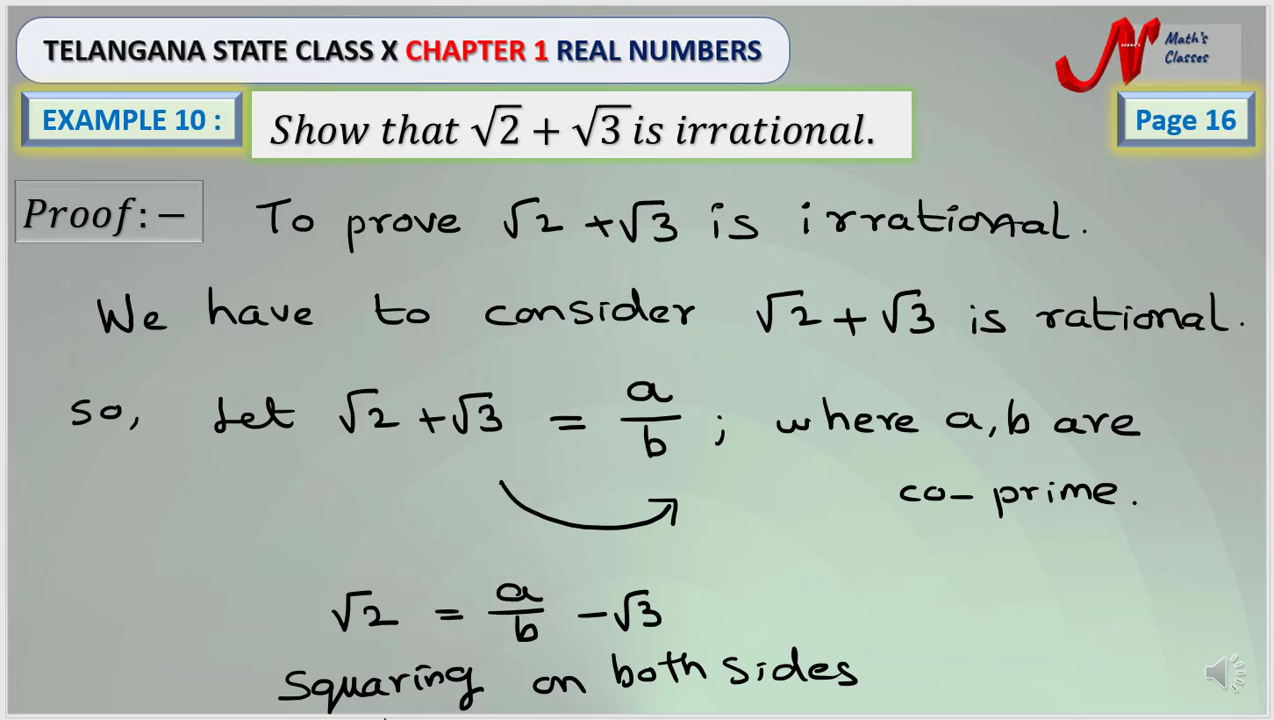 TELANGANA STATE CLASS X CHAPTER 1 REAL NUMBERS
Math's
Classes
EXAMPLE 10 :
Show that √2 + √3 is irrational.
Page 16
Proof:−
To prove √2 + √3 is irrational.
We have to consider √2 + √3 is rational.
so, Let √2 + √3 = a/b ; where a, b are
co-prime.
√2 = a/b − √3
Squaring on both sides